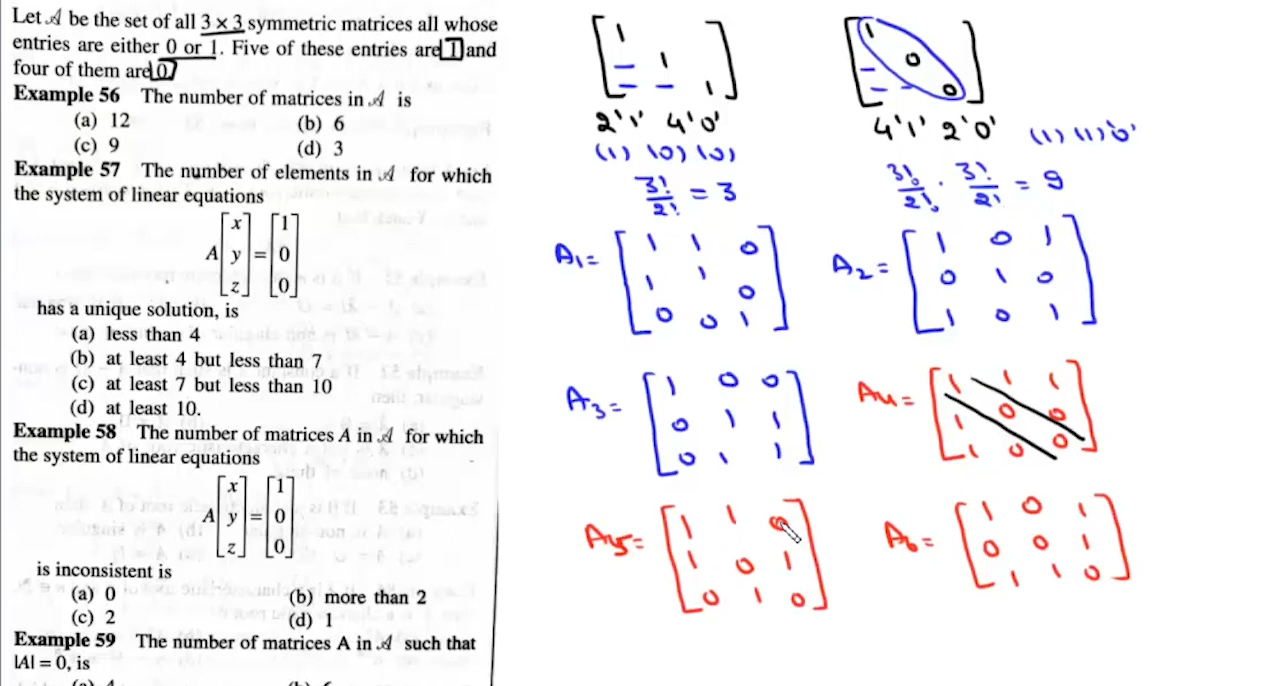 Let 𝒜 be the set of all 3 × 3 symmetric matrices all whose
entries are either 0 or 1. Five of these entries are 1 and
four of them are 0.
Example 56 The number of matrices in 𝒜 is
(a) 12 (b) 6
(c) 9 (d) 3
Example 57 The number of elements in 𝒜 for which
the system of linear equations
A [x y z] = [1 0 0]
has a unique solution, is
(a) less than 4
(b) at least 4 but less than 7
(c) at least 7 but less than 10
(d) at least 10.
Example 58 The number of matrices A in 𝒜 for which
the system of linear equations
A [x y z] = [1 0 0]
is inconsistent is
(a) 0 (b) more than 2
(c) 2 (d) 1
Example 59 The number of matrices A in 𝒜 such that
|A| = 0, is
[1
– 1
– – 1]
2'1' 4'0'
(1) (0) (0)
3!/2! = 3
[1
– 0
– – 0]
4'1' 2'0' (1) (1) '0'
3!/2! · 3!/2! = 9
A1 = [1 1 0
1 1 0
0 0 1]
A2 = [1 0 1
0 1 0
1 0 1]
A3 = [1 0 0
0 1 1
0 1 1]
A4 = [1 1 1
1 0 0
1 0 0]
A5 = [1 1 0
1 0 1
0 1 0]
A6 = [1 0 1
0 0 1
1 1 0]